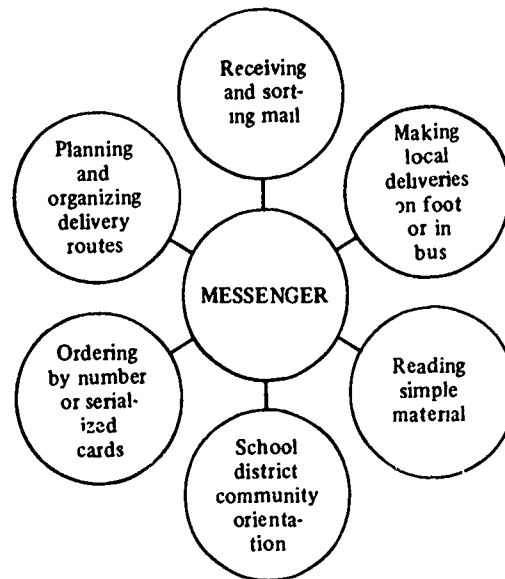 Receiving
and sort-
ing mail
Making
local
deliveries
on foot
or in
bus
Planning
and
organizing
delivery
routes
MESSENGER
Ordering
by number
or serial-
ized
cards
Reading
simple
material
School
district
community
orienta-
tion